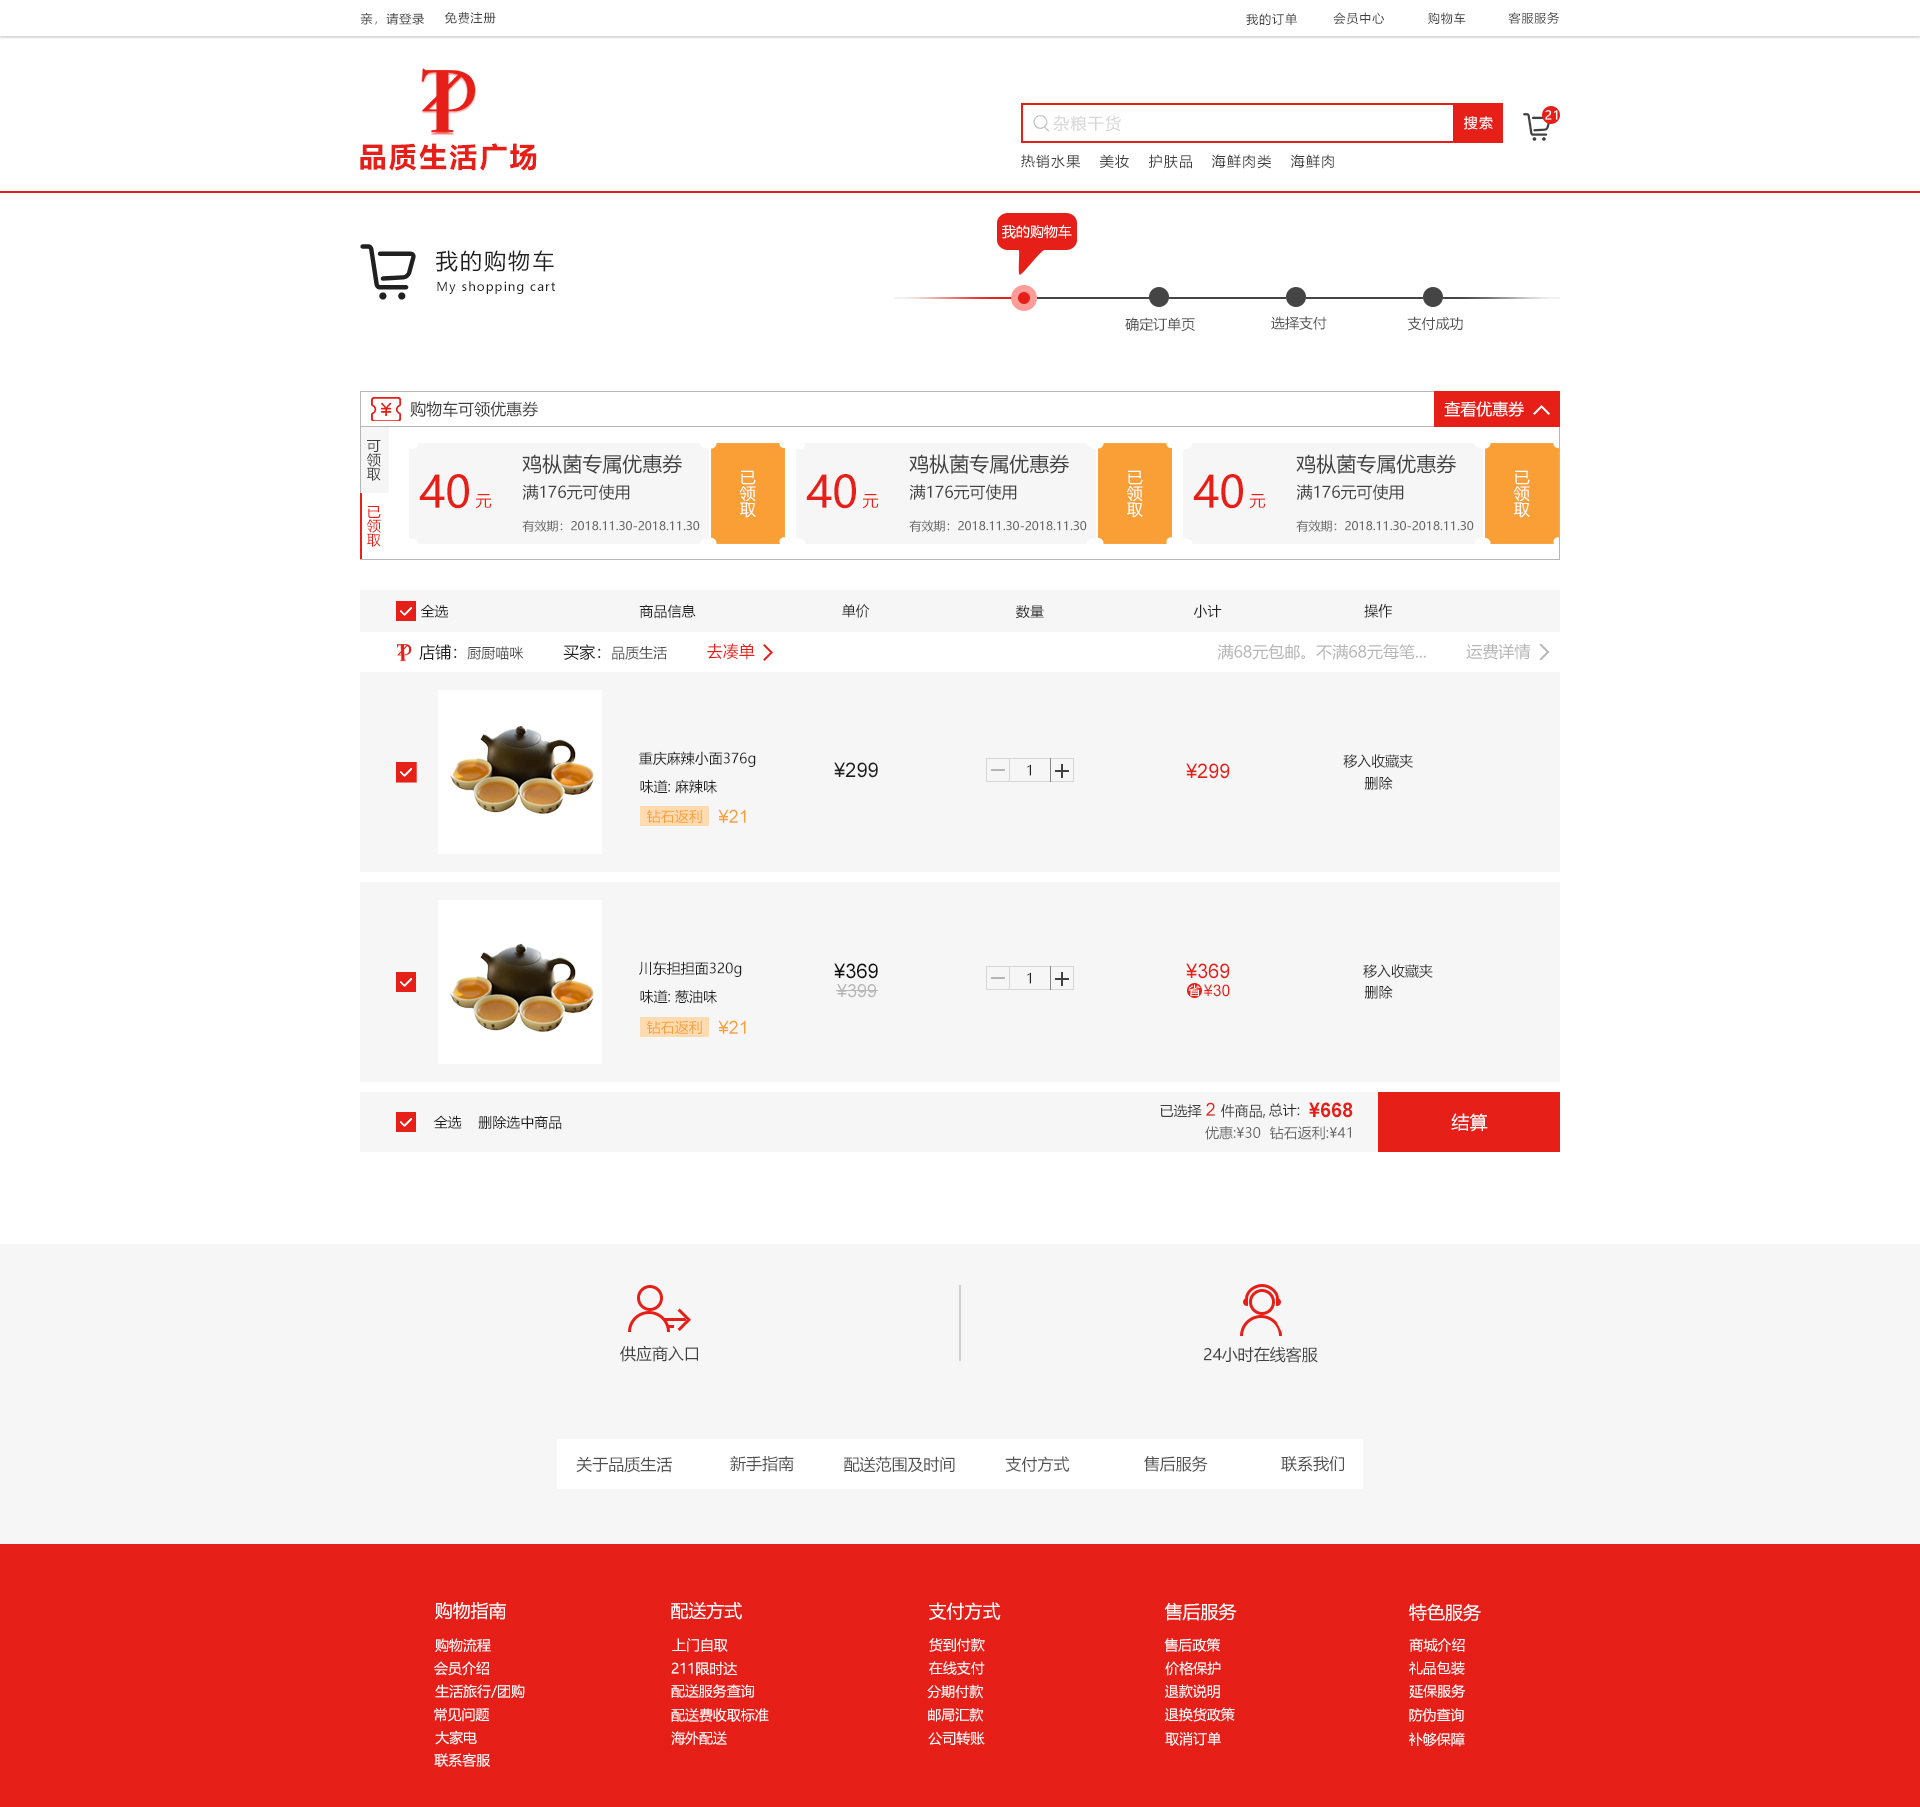 亲，请登录 免费注册 我的订单 会员中心 购物车 客服服务
品质生活广场
杂粮干货 搜索 21
热销水果 美妆 护肤品 海鲜肉类 海鲜肉
我的购物车
我的购物车
My shopping cart
确定订单页 选择支付 支付成功
¥ 购物车可领优惠券 查看优惠券
可领取
已领取
40元 鸡枞菌专属优惠券 满176元可使用 有效期：2018.11.30-2018.11.30 已领取
40元 鸡枞菌专属优惠券 满176元可使用 有效期：2018.11.30-2018.11.30 已领取
40元 鸡枞菌专属优惠券 满176元可使用 有效期：2018.11.30-2018.11.30 已领取
全选 商品信息 单价 数量 小计 操作
店铺：厨厨喵咪 买家：品质生活 去凑单 满68元包邮。不满68元每笔... 运费详情
重庆麻辣小面376g
味道: 麻辣味
钻石返利 ¥21
¥299 1 ¥299 移入收藏夹
删除
川东担担面320g
味道: 葱油味
钻石返利 ¥21
¥369 1 ¥369 移入收藏夹
¥399 省¥30 删除
全选 删除选中商品 已选择 2 件商品, 总计: ¥668 结算
优惠:¥30 钻石返利:¥41
供应商入口 24小时在线客服
关于品质生活 新手指南 配送范围及时间 支付方式 售后服务 联系我们
购物指南 配送方式 支付方式 售后服务 特色服务
购物流程 上门自取 货到付款 售后政策 商城介绍
会员介绍 211限时达 在线支付 价格保护 礼品包装
生活旅行/团购 配送服务查询 分期付款 退款说明 延保服务
常见问题 配送费收取标准 邮局汇款 退换货政策 防伪查询
大家电 海外配送 公司转账 取消订单 补够保障
联系客服